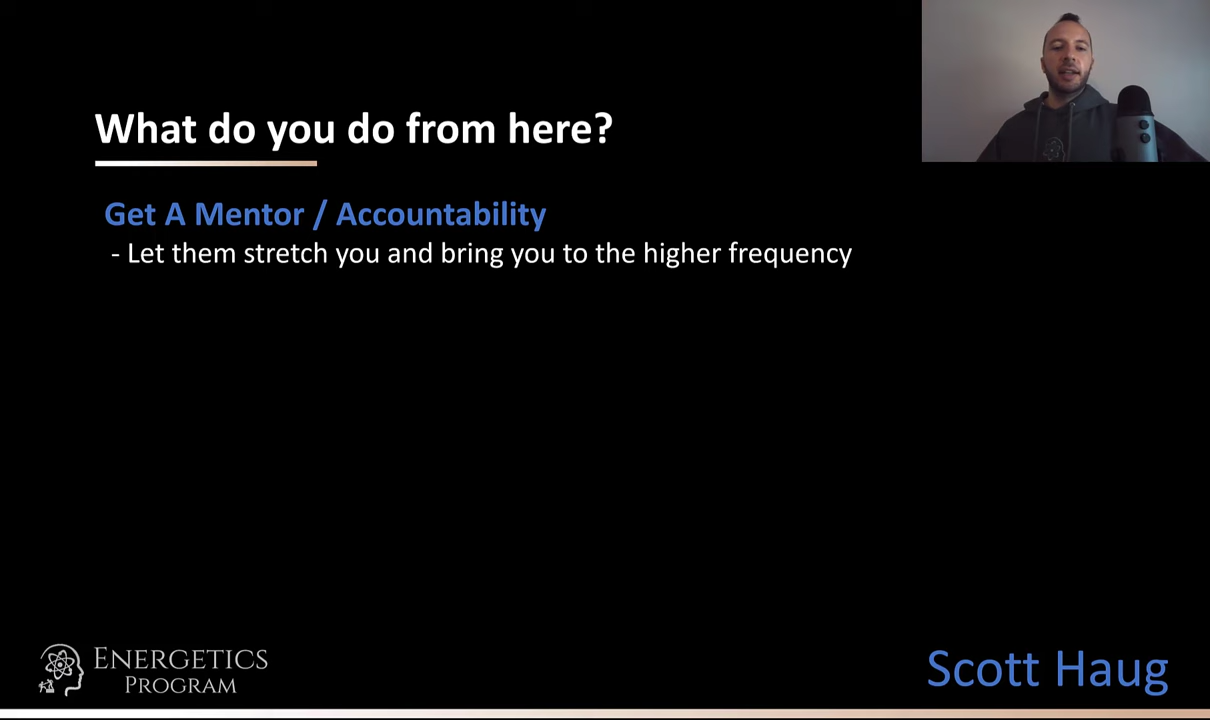 What do you do from here?
Get A Mentor / Accountability
- Let them stretch you and bring you to the higher frequency
ENERGETICS
PROGRAM
Scott Haug